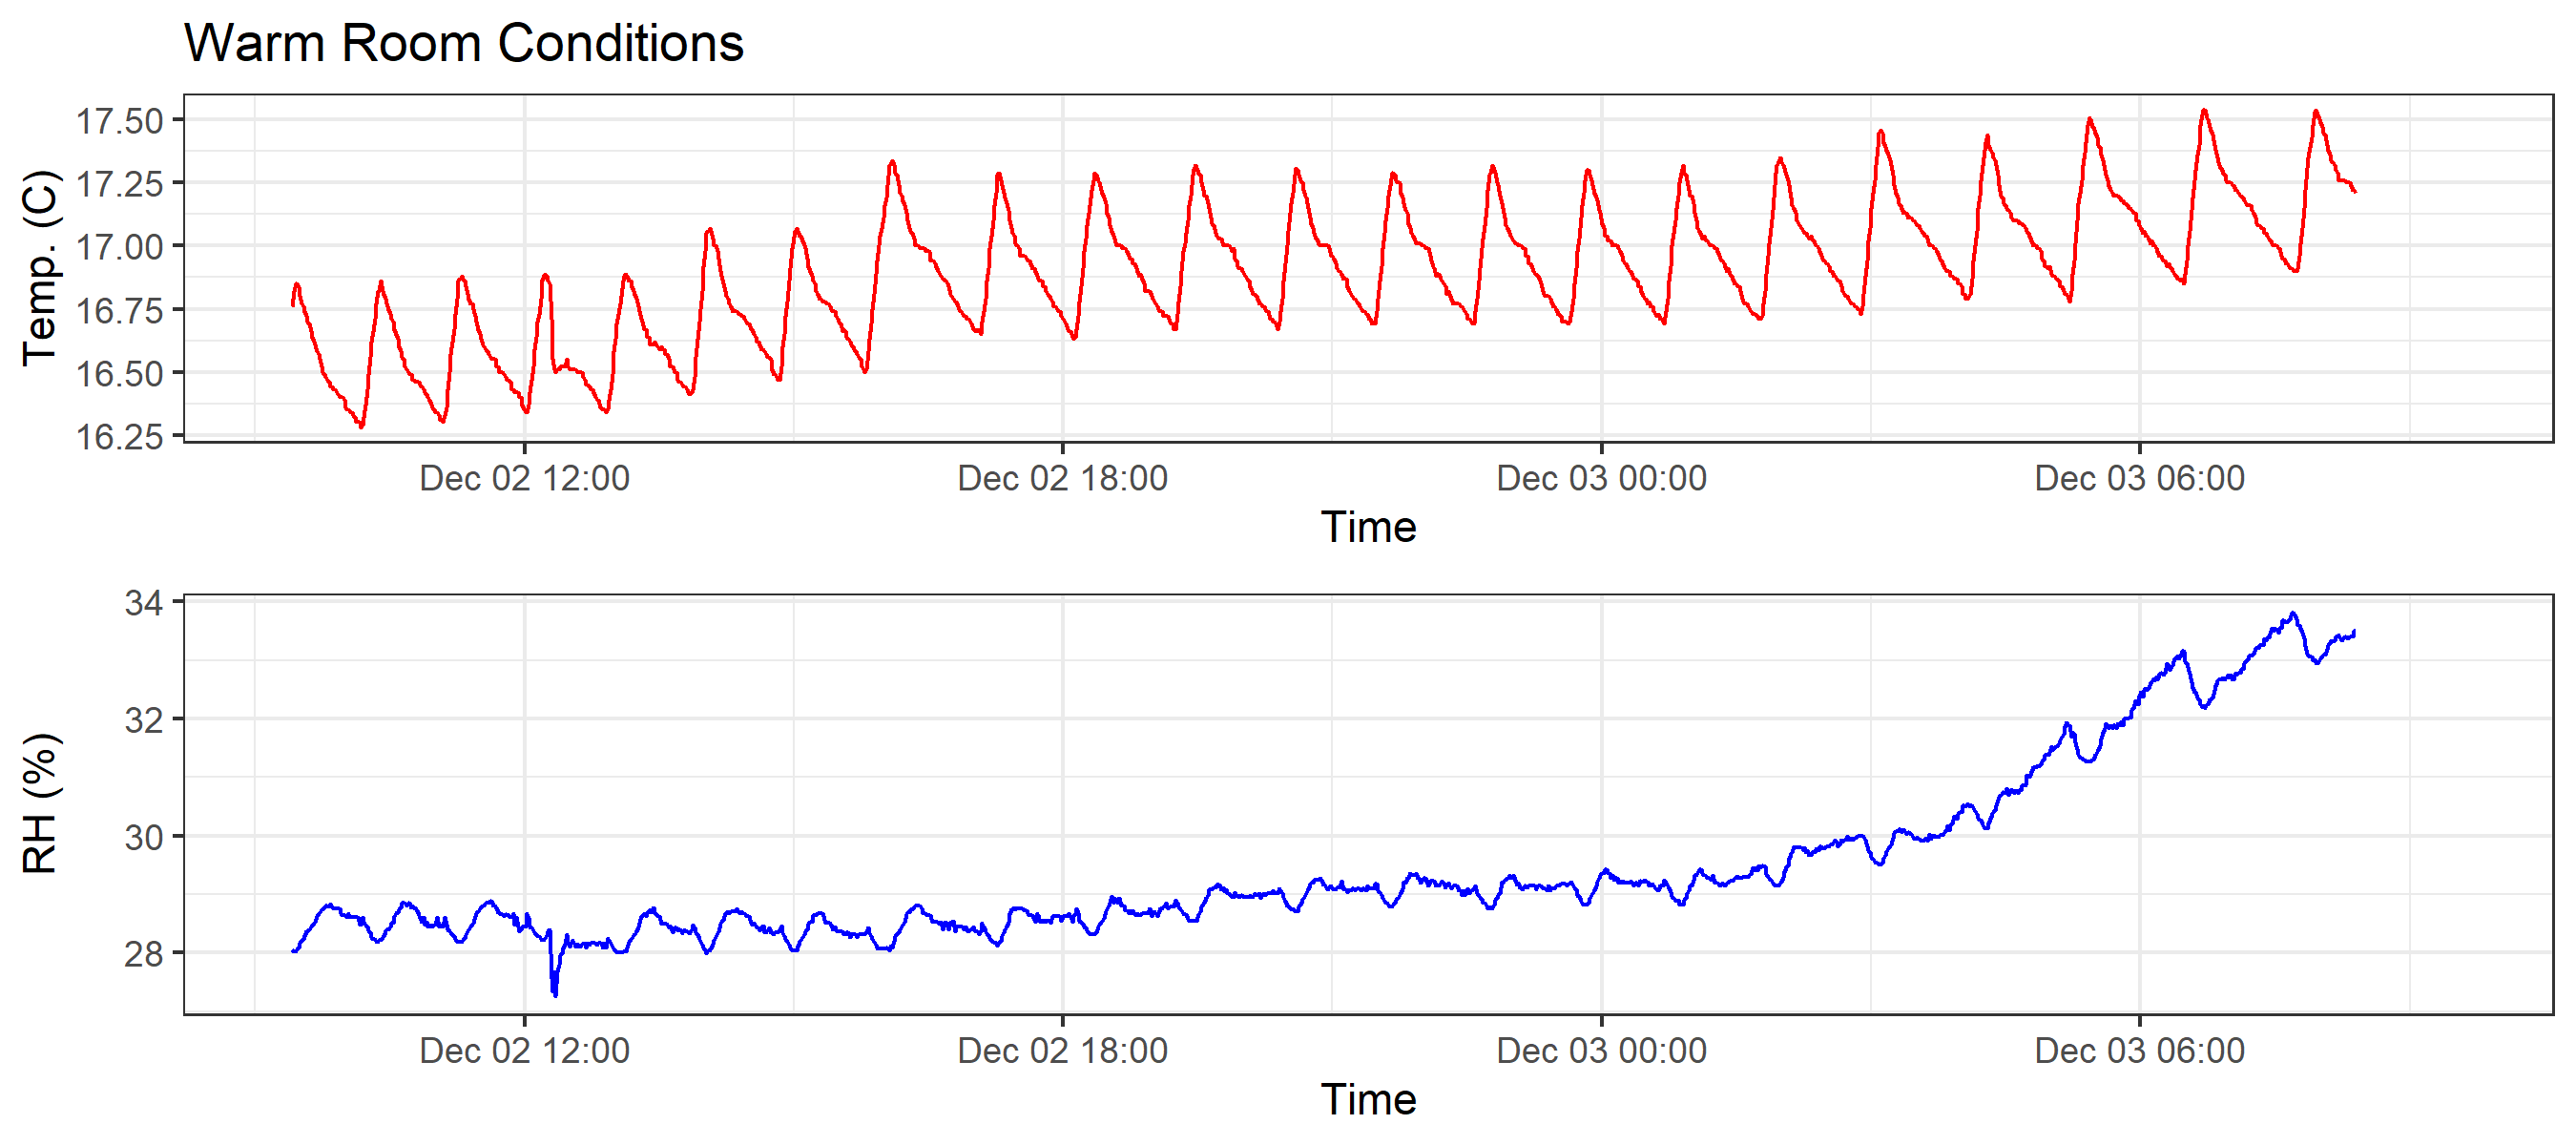 Warm Room Conditions
Temp. (C)
17.50
17.25
17.00
16.75
16.50
16.25
Dec 02 12:00 Dec 02 18:00 Dec 03 00:00 Dec 03 06:00
Time
RH (%)
34
32
30
28
Dec 02 12:00 Dec 02 18:00 Dec 03 00:00 Dec 03 06:00
Time